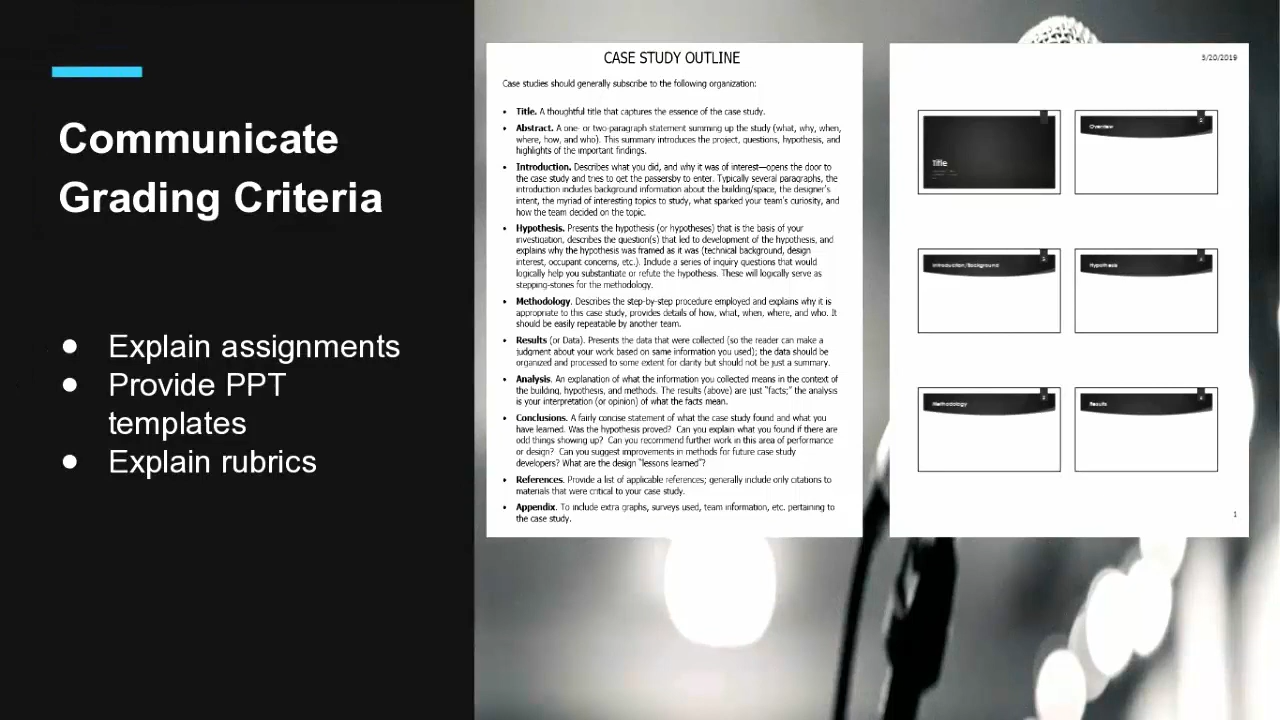 Communicate
Grading Criteria
● Explain assignments
● Provide PPT
templates
● Explain rubrics
CASE STUDY OUTLINE
Case studies should generally subscribe to the following organization:
• Title. A thoughtful title that captures the essence of the case study.
• Abstract. A one- or two-paragraph statement summing up the study (what, why, when,
where, how, and who). This summary introduces the project, questions, hypothesis, and
highlights of the important findings.
• Introduction. Describes what you did, and why it was of interest—opens the door to
the case study and tries to get the passersby to enter. Typically several paragraphs, the
introduction includes background information about the building/space, the designer's
intent, the myriad of interesting topics to study, what sparked your team's curiosity, and
how the team decided on the topic.
• Hypothesis. Presents the hypothesis (or hypotheses) that is the basis of your
investigation, describes the question(s) that led to development of the hypothesis, and
explains why the hypothesis was framed as it was (technical background, design
interest, occupant concerns, etc.). Include a series of inquiry questions that would
logically help you substantiate or refute the hypothesis. These will logically serve as
stepping-stones for the methodology.
• Methodology. Describes the step-by-step procedure employed and explains why it is
appropriate to this case study, provides details of how, what, when, where, and who. It
should be easily repeatable by another team.
• Results (or Data). Presents the data that were collected (so the reader can make a
judgment about your work based on same information you used); the data should be
organized and processed to some extent for clarity but should not be just a summary.
• Analysis. An explanation of what the information you collected means in the context of
the building, hypothesis, and methods. The results (above) are just "facts;" the analysis
is your interpretation (or opinion) of what the facts mean.
• Conclusions. A fairly concise statement of what the case study found and what you
have learned. Was the hypothesis proved? Can you explain what you found if there are
odd things showing up? Can you recommend further work in this area of performance
or design? Can you suggest improvements in methods for future case study
developers? What are the design "lessons learned"?
• References. Provide a list of applicable references; generally include only citations to
materials that were critical to your case study.
• Appendix. To include extra graphs, surveys used, team information, etc. pertaining to
the case study.
3/20/2019
Title
Overview
Introduction/Background
Hypothesis
Methodology
Results
1